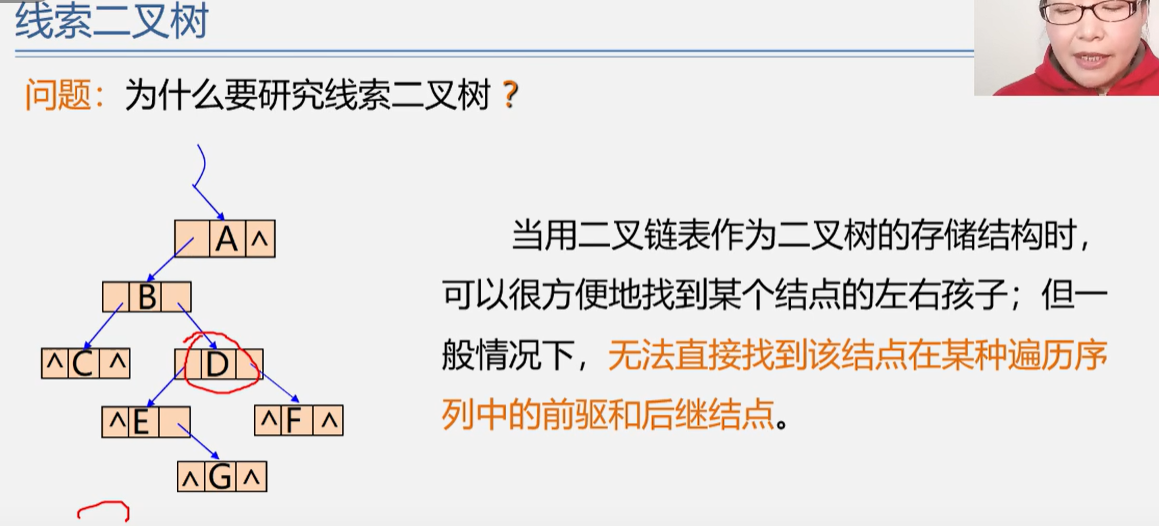 线索二叉树
问题：为什么要研究线索二叉树？
A ∧
B
∧ C ∧
D
∧ E
∧ F ∧
∧ G ∧
当用二叉链表作为二叉树的存储结构时，
可以很方便地找到某个结点的左右孩子；但一
般情况下，无法直接找到该结点在某种遍历序
列中的前驱和后继结点。